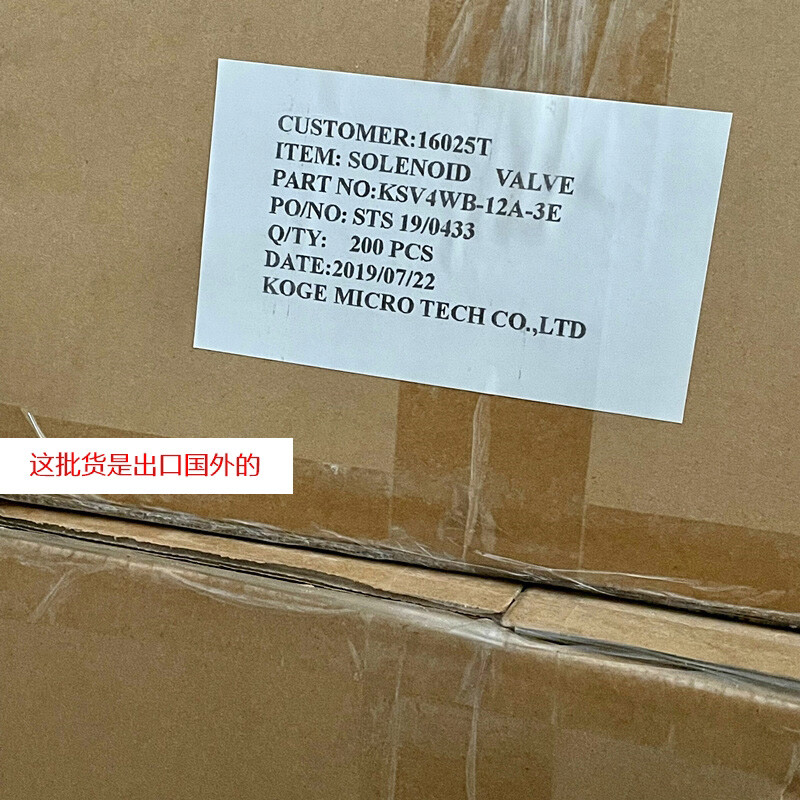 CUSTOMER:16025T
ITEM: SOLENOID VALVE
PART NO:KSV4WB-12A-3E
PO/NO: STS 19/0433
Q/TY: 200 PCS
DATE:2019/07/22
KOGE MICRO TECH CO.,LTD
这批货是出口国外的